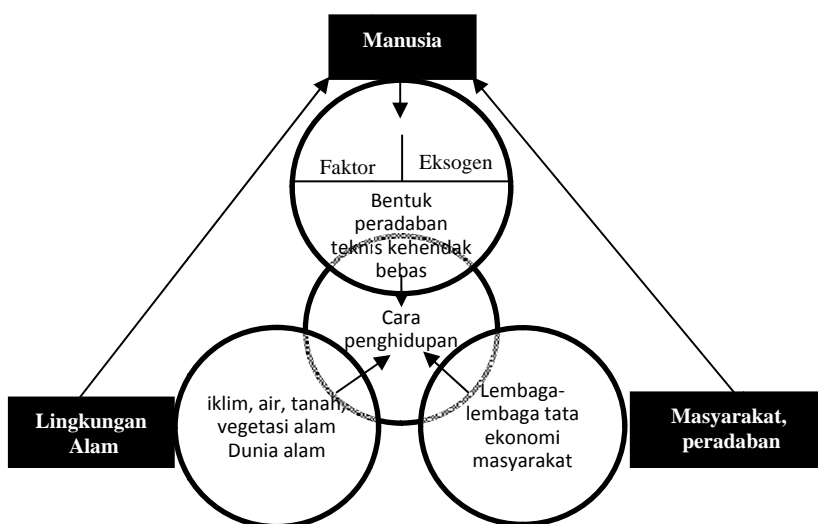 Manusia
Faktor
Eksogen
Bentuk
peradaban
teknis kehendak
bebas
Cara
penghidupan
iklim, air, tanah,
vegetasi alam
Dunia alam
Lembaga-
lembaga tata
ekonomi
masyarakat
Lingkungan
Alam
Masyarakat,
peradaban